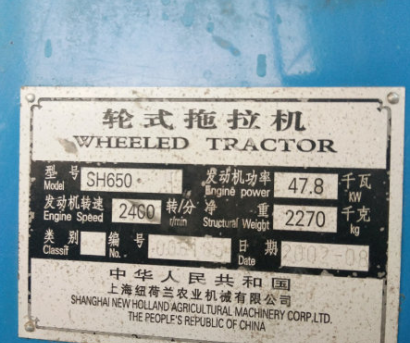 轮式拖拉机
WHEELED TRACTOR
型号 Model SH650 发动机功率 Engine power 47.8 千瓦 KW
发动机转速 Engine Speed 2400 转/分 r/min 净重 Structural Weight 2270 千克 kg
类别 Classif 编号 No. 日期 Date 2002-08
中华人民共和国
上海纽荷兰农业机械有限公司
SHANGHAI NEW HOLLAND AGRICULTURAL MACHINERY CORP.LTD.
THE PEOPLE'S REPUBLIC OF CHINA